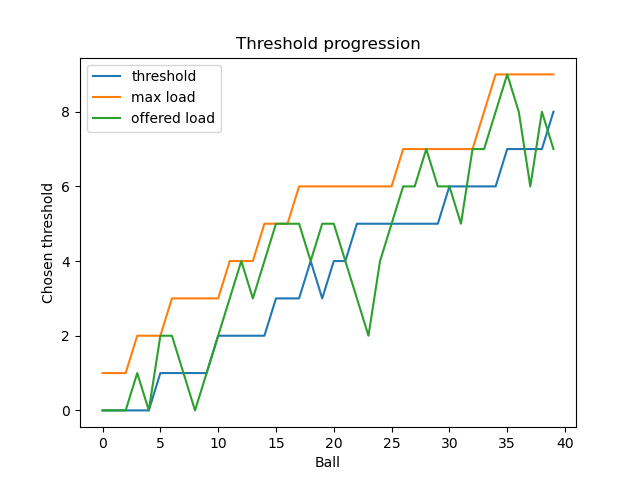 Threshold progression
threshold
max load
offered load
Chosen threshold
8
6
4
2
0
0 5 10 15 20 25 30 35 40
Ball